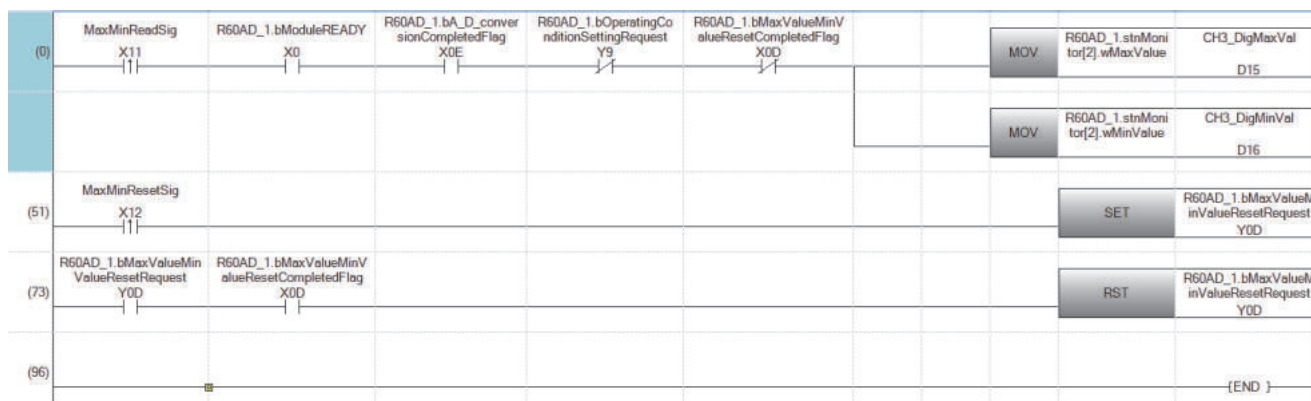 MaxMinReadSig
X11
R60AD_1.bModuleREADY
X0
R60AD_1.bA_D_conver
sionCompletedFlag
X0E
R60AD_1.bOperatingCo
nditionSettingRequest
Y9
R60AD_1.bMaxValueMinV
alueResetCompletedFlag
X0D
(0)
MOV
R60AD_1.stnMoni
tor[2].wMaxValue
CH3_DigMaxVal
D15
MOV
R60AD_1.stnMoni
tor[2].wMinValue
CH3_DigMinVal
D16
(51)
MaxMinResetSig
X12
SET
R60AD_1.bMaxValueM
inValueResetRequest
Y0D
(73)
R60AD_1.bMaxValueMin
ValueResetRequest
Y0D
R60AD_1.bMaxValueMinV
alueResetCompletedFlag
X0D
RST
R60AD_1.bMaxValueM
inValueResetRequest
Y0D
(96)
[END ]